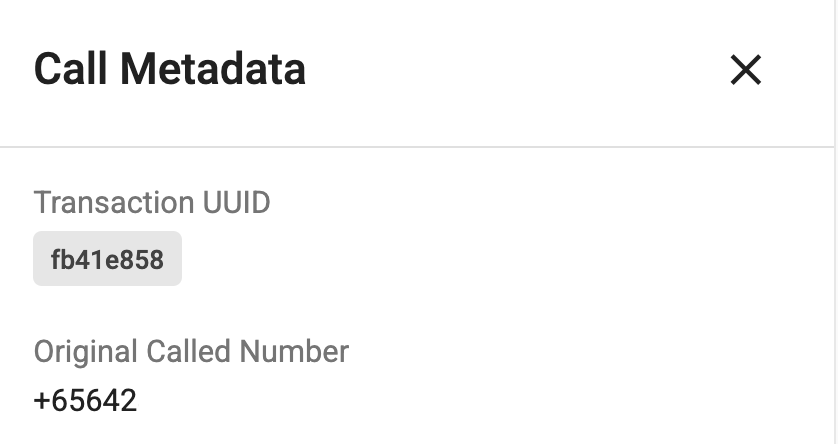 Call Metadata
Transaction UUID
fb41e858
Original Called Number
+65642